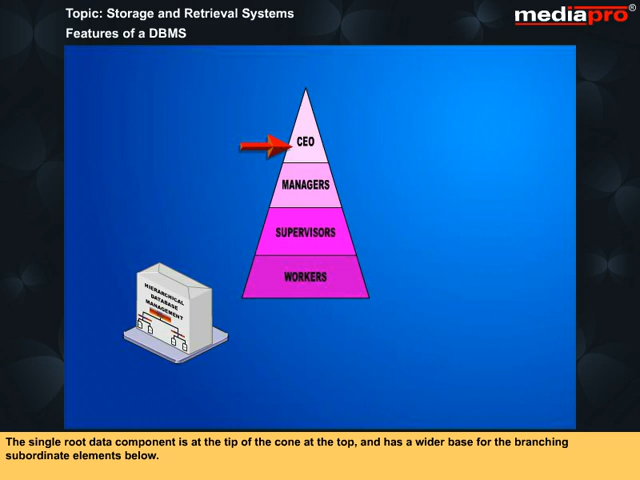 Topic: Storage and Retrieval Systems
Features of a DBMS
mediapro®
CEO
MANAGERS
SUPERVISORS
WORKERS
HIERARCHICAL
DATABASE
MANAGEMENT
The single root data component is at the tip of the cone at the top, and has a wider base for the branching
subordinate elements below.